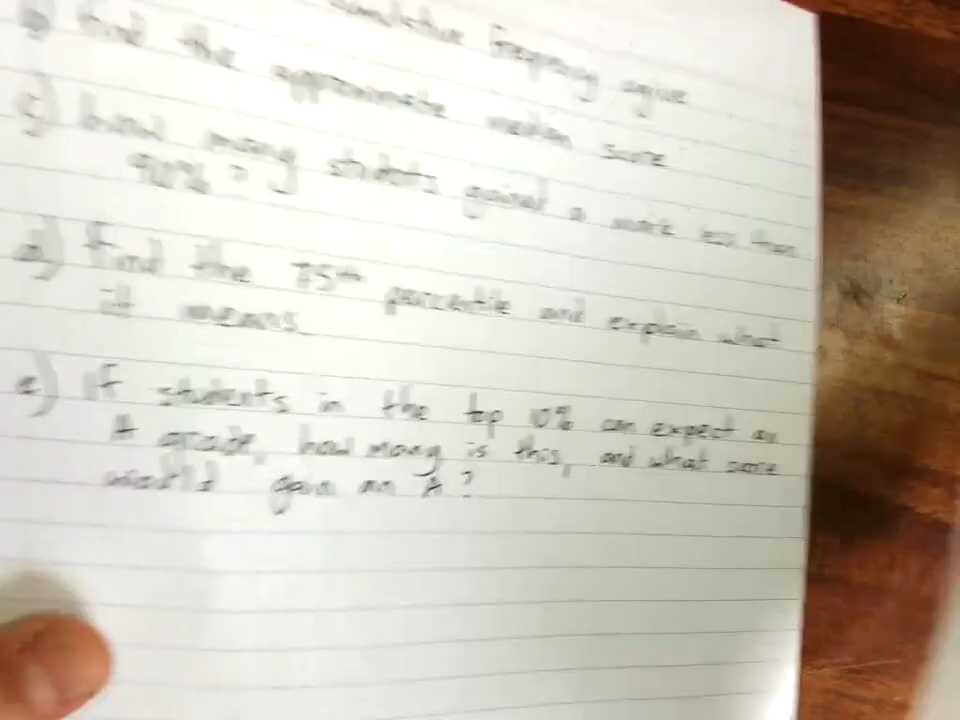 cumulative frequency ogive
b) find the approximate median score
c) how many students gained a mark less than
90% ?
d) Find the 75th percentile and explain what
it means
e) If students in the top 10% can expect an
A grade, how many is this, and what score
would gain an A?